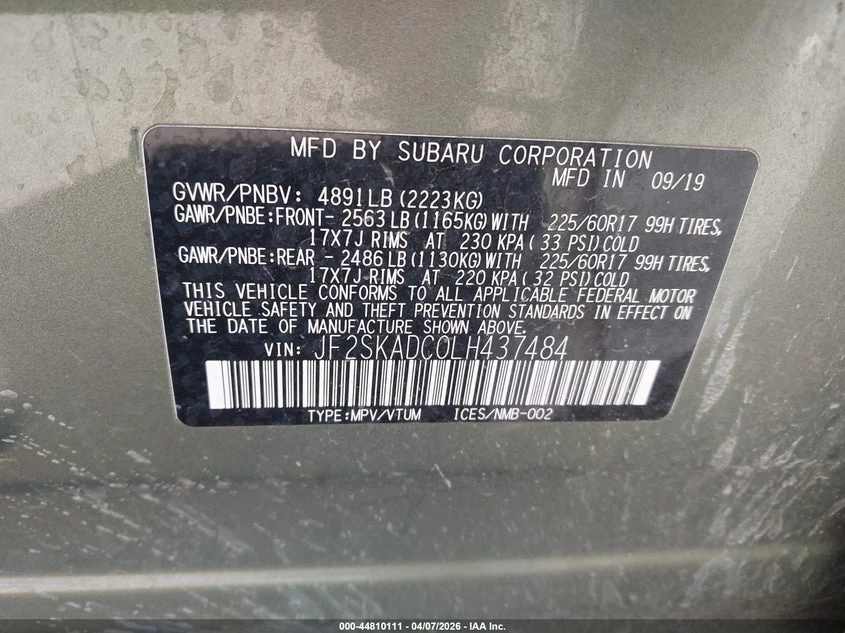 MFD BY SUBARU CORPORATION
MFD IN 09/19
GVWR/PNBV: 4891LB (2223KG)
GAWR/PNBE:FRONT- 2563LB (1165KG) WITH 225/60R17 99H TIRES,
17X7J RIMS AT 230 KPA ( 33 PSI) COLD
GAWR/PNBE:REAR - 2486LB (1130KG) WITH 225/60R17 99H TIRES,
17X7J RIMS AT 220 KPA ( 32 PSI) COLD
THIS VEHICLE CONFORMS TO ALL APPLICABLE FEDERAL MOTOR
VEHICLE SAFETY AND THEFT PREVENTION STANDARDS IN EFFECT ON
THE DATE OF MANUFACTURE SHOWN ABOVE.
VIN: JF2SKADC0LH437484
TYPE:MPV/VTUM ICES/NMB-002
000-44810111 - 04/07/2026 - IAA Inc.